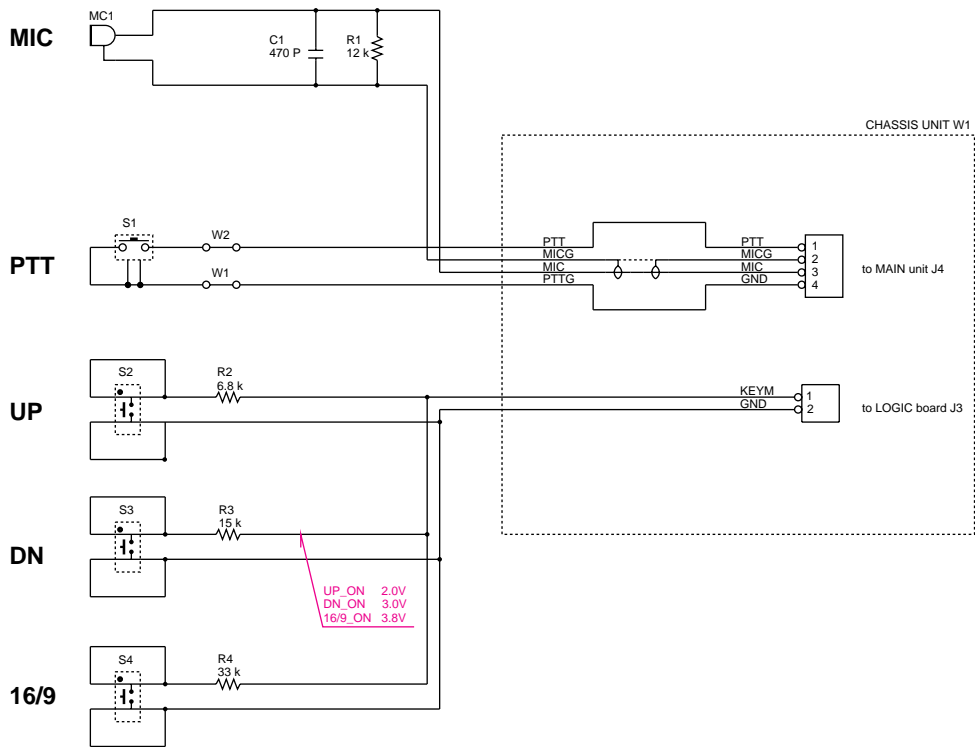 MIC
MC1
C1
470 P
R1
12 k
CHASSIS UNIT W1
PTT
S1
W2
W1
PTT
MICG
MIC
PTTG
PTT
MICG
MIC
GND
1
2
3
4
to MAIN unit J4
UP
S2
R2
6.8 k
KEYM
GND
1
2
to LOGIC board J3
DN
S3
R3
15 k
UP_ON 2.0V
DN_ON 3.0V
16/9_ON 3.8V
16/9
S4
R4
33 k